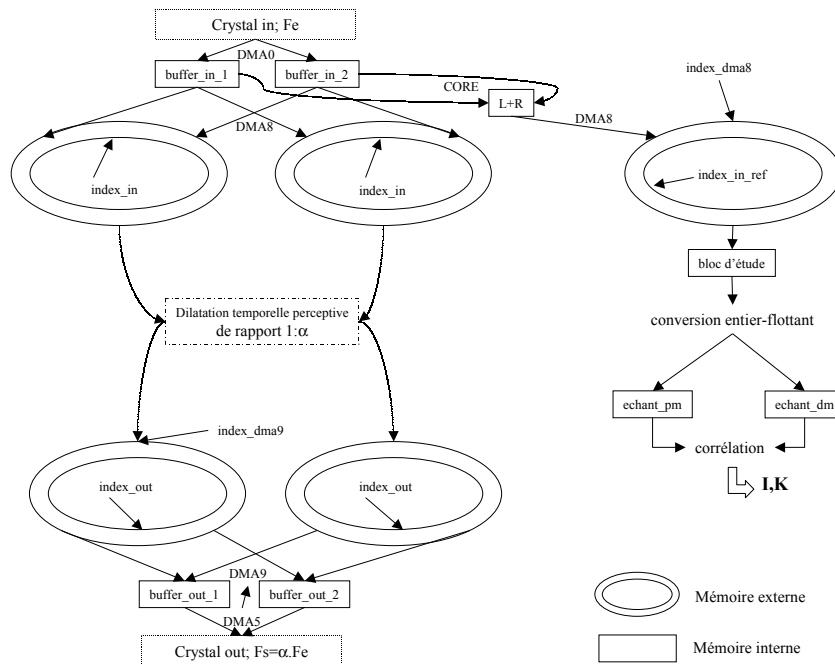 Crystal in; Fe
DMA0
buffer_in_1
buffer_in_2
CORE
L+R
index_dma8
DMA8
DMA8
index_in
index_in
index_in_ref
bloc d'étude
Dilatation temporelle perceptive
de rapport 1:α
conversion entier-flottant
echant_pm
echant_dm
index_dma9
corrélation
I,K
index_out
index_out
DMA9
buffer_out_1
buffer_out_2
Mémoire externe
DMA5
Crystal out; Fs=α.Fe
Mémoire interne